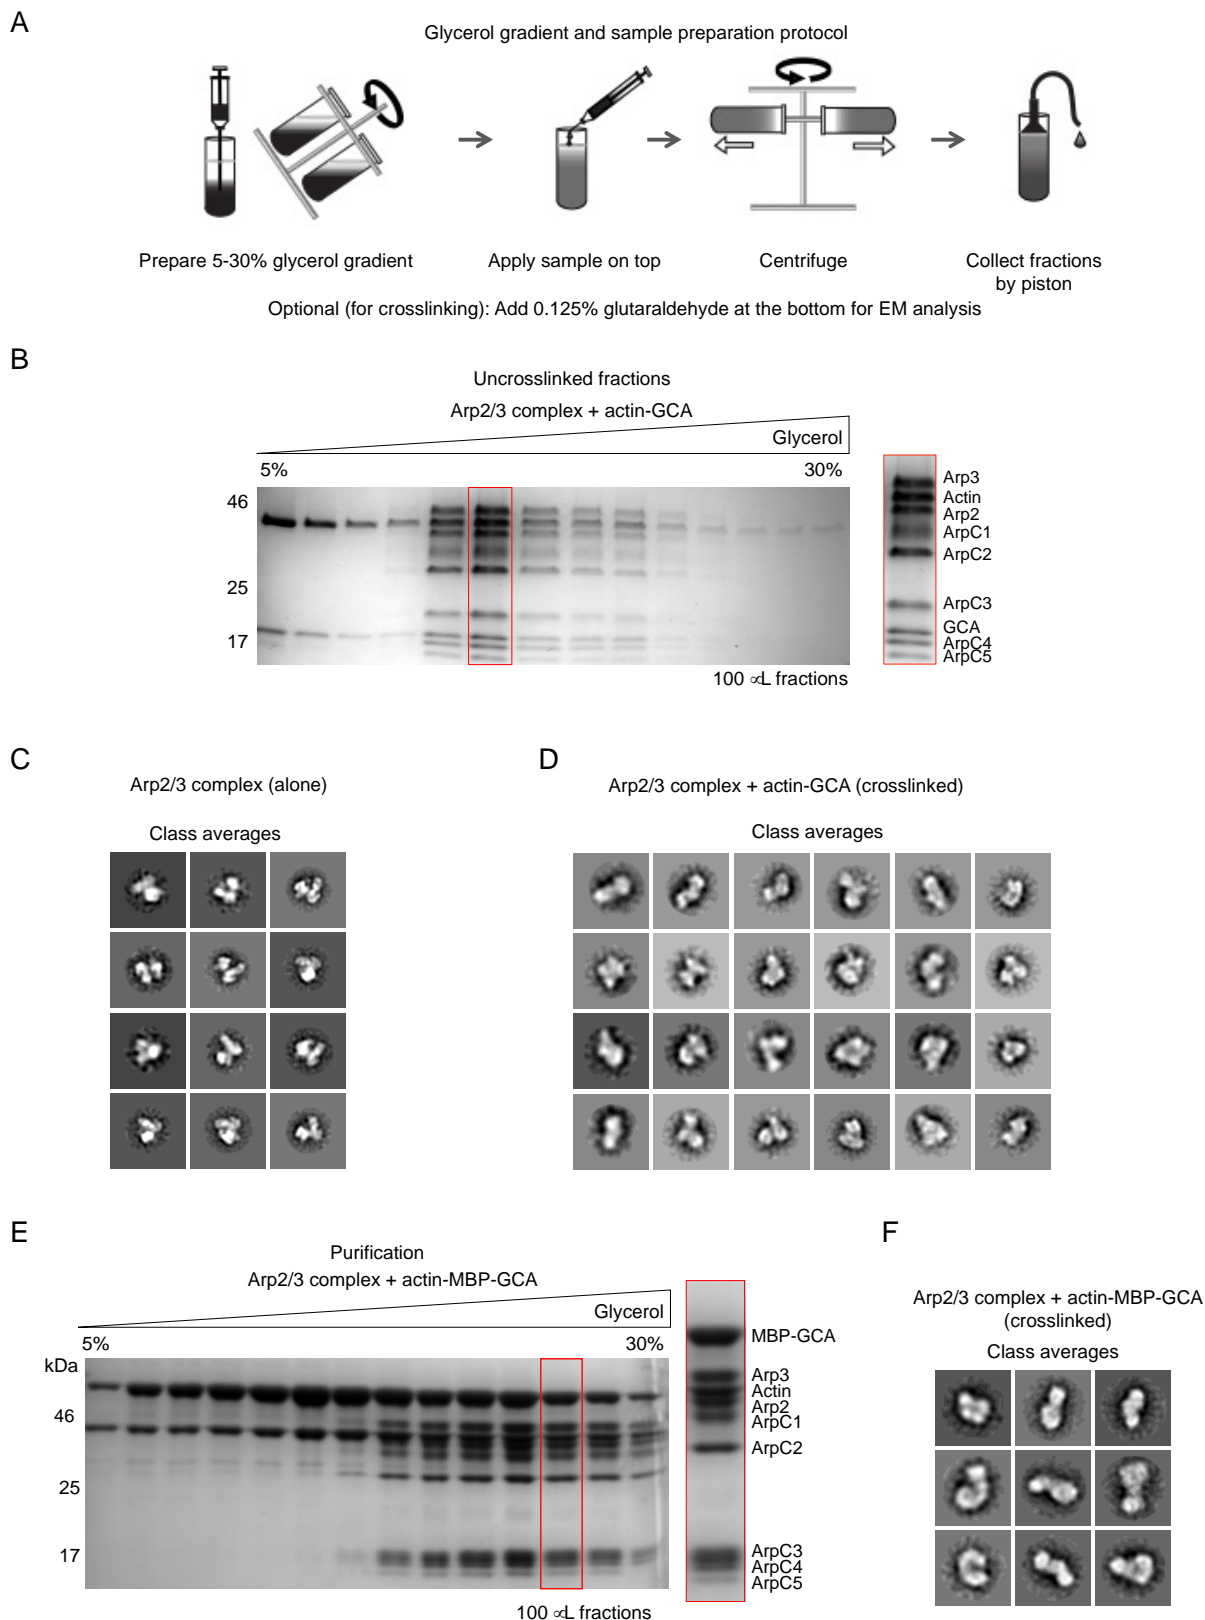 A
Glycerol gradient and sample preparation protocol
Prepare 5-30% glycerol gradient
Apply sample on top
Centrifuge
Collect fractions
by piston
Optional (for crosslinking): Add 0.125% glutaraldehyde at the bottom for EM analysis
B
Uncrosslinked fractions
Arp2/3 complex + actin-GCA
Glycerol
5%
30%
46
25
17
100 ∝L fractions
Arp3
Actin
Arp2
ArpC1
ArpC2
ArpC3
GCA
ArpC4
ArpC5
C
Arp2/3 complex (alone)
Class averages
D
Arp2/3 complex + actin-GCA (crosslinked)
Class averages
E
Purification
Arp2/3 complex + actin-MBP-GCA
Glycerol
5%
30%
kDa
46
25
17
100 ∝L fractions
MBP-GCA
Arp3
Actin
Arp2
ArpC1
ArpC2
ArpC3
ArpC4
ArpC5
F
Arp2/3 complex + actin-MBP-GCA
(crosslinked)
Class averages